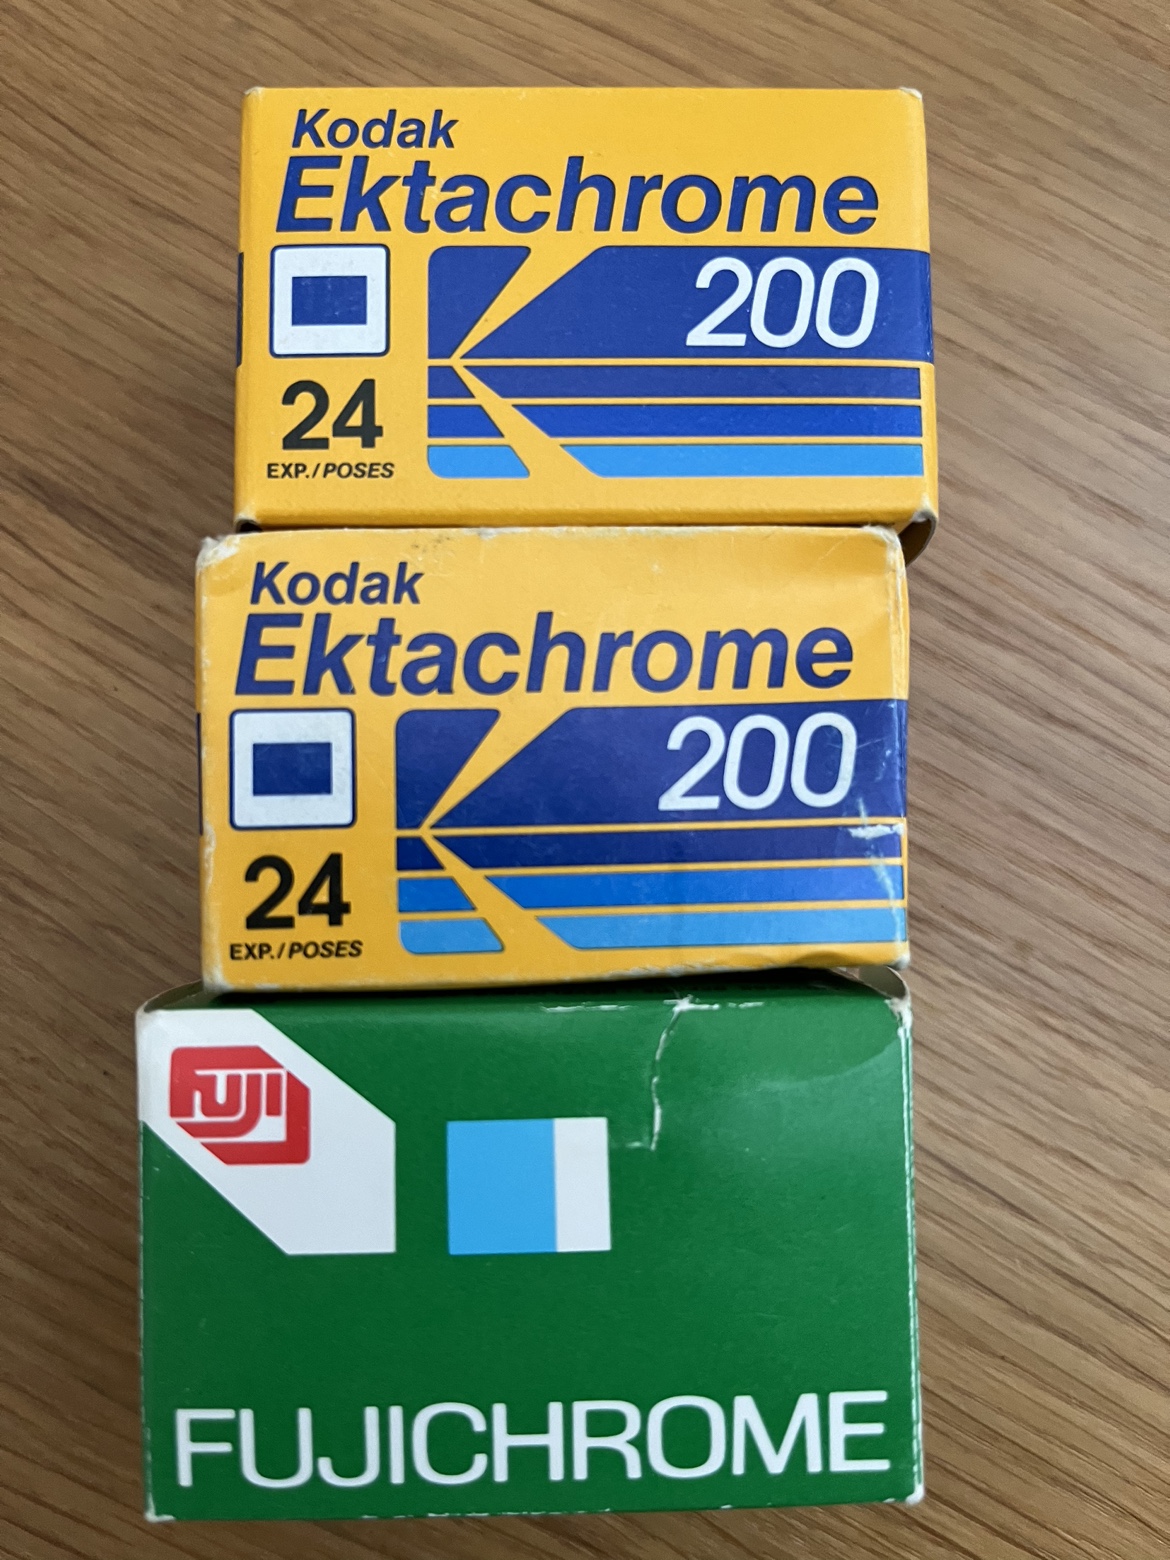 Kodak
Ektachrome
200
24
EXP./POSES
Kodak
Ektachrome
200
24
EXP./POSES
FUJI
FUJICHROME